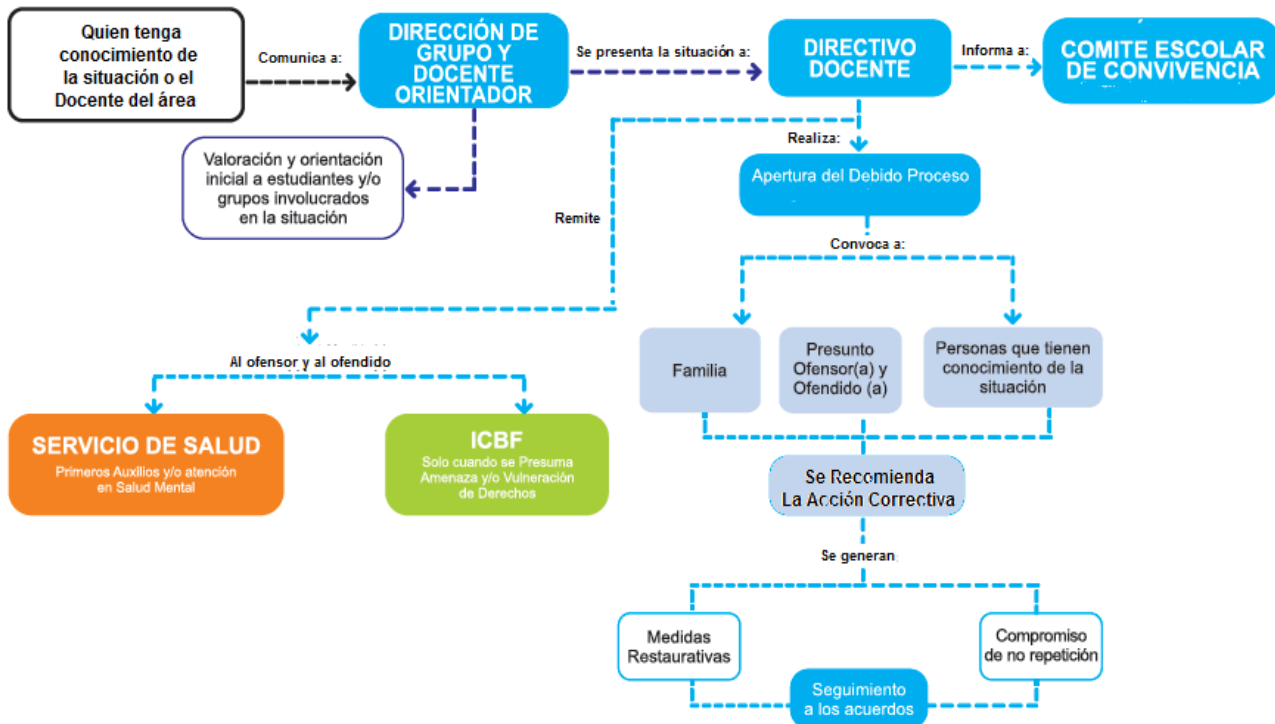 Quien tenga
conocimiento de
la situación o el
Docente del área
Comunica a:
DIRECCIÓN DE
GRUPO Y
DOCENTE
ORIENTADOR
Se presenta la situación a:
DIRECTIVO
DOCENTE
Informa a:
COMITE ESCOLAR
DE CONVIVENCIA
Valoración y orientación
inicial a estudiantes y/o
grupos involucrados
en la situación
Realiza:
Apertura del Debido Proceso
Remite
Convoca a:
Familia
Presunto
Ofensor(a) y
Ofendido (a)
Personas que tienen
conocimiento de la
situación
Al ofensor y al ofendido
SERVICIO DE SALUD
Primeros Auxilios y/o atención
en Salud Mental
ICBF
Solo cuando se Presuma
Amenaza y/o Vulneración
de Derechos
Se Recomienda
La Acción Correctiva
Se generan
Medidas
Restaurativas
Compromiso
de no repetición
Seguimiento
a los acuerdos